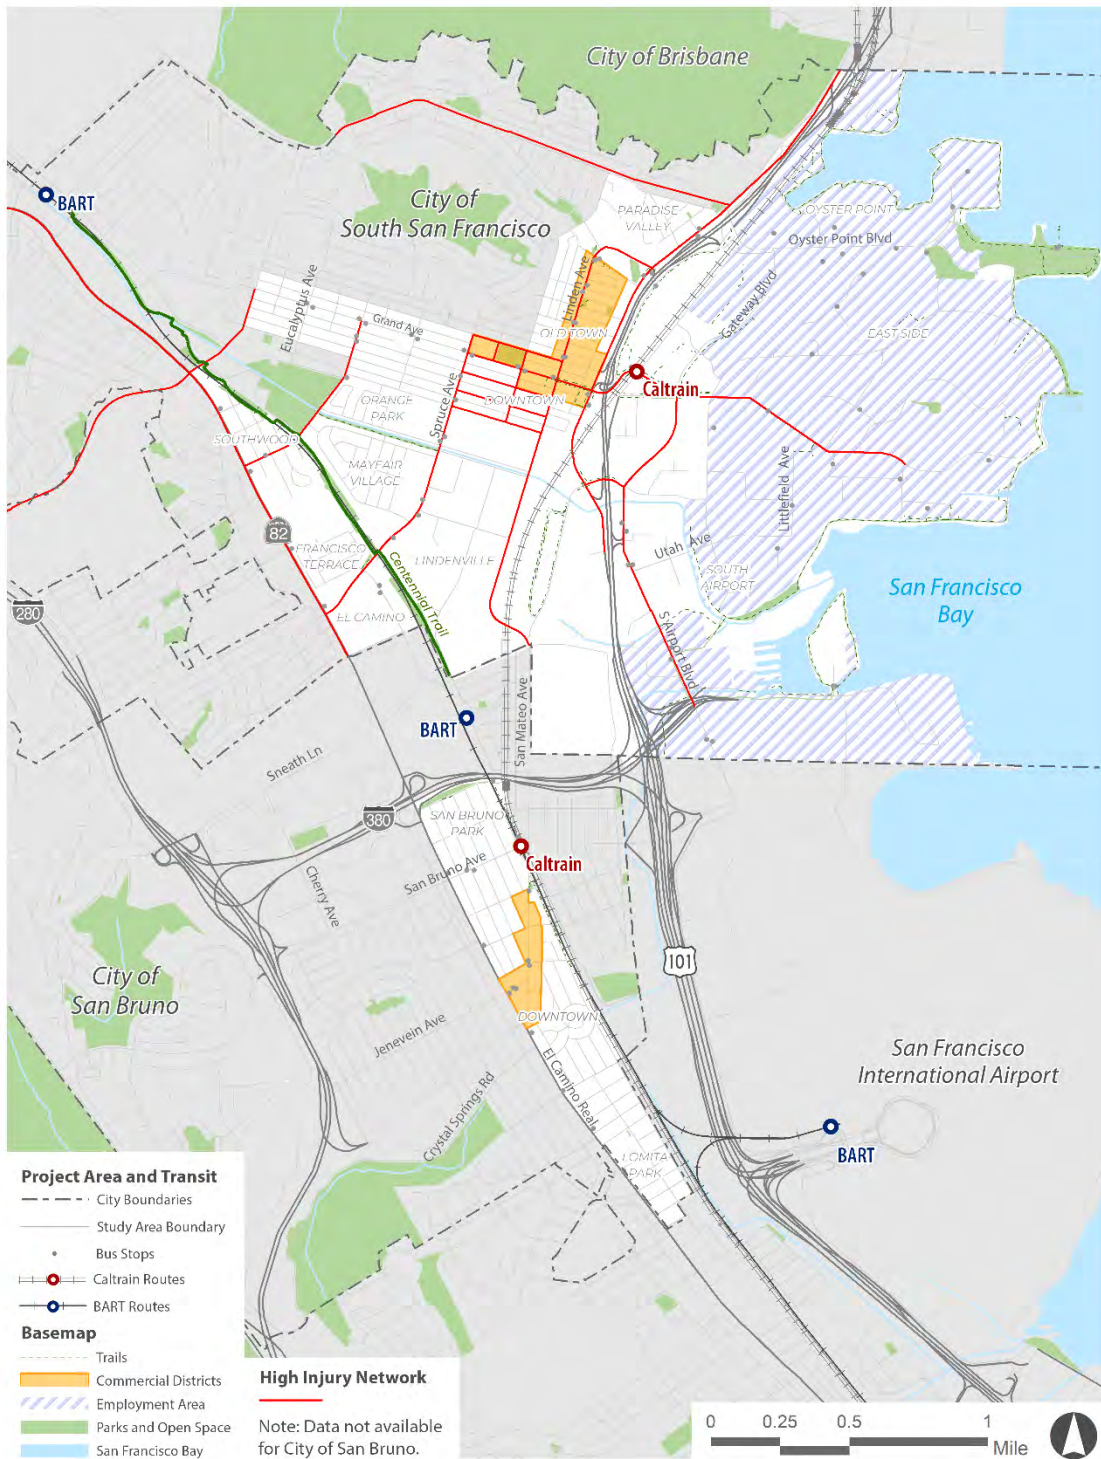 City of Brisbane
BART
City of
South San Francisco
PARADISE
VALLEY
OYSTER POINT
Oyster Point Blvd
Eucalyptus Ave
Grand Ave
Linden Ave
OLD TOWN
Gateway Blvd
EAST SIDE
Caltrain
Spruce Ave
DOWNTOWN
ORANGE
PARK
SOUTHWOOD
MAYFAIR
VILLAGE
Littlefield Ave
82
FRANCISCO
TERRACE
LINDENVILLE
Utah Ave
SOUTH
AIRPORT
Centennial Trail
San Francisco
Bay
280
EL CAMINO
S Airport Blvd
BART
San Mateo Ave
Sneath Ln
380
SAN BRUNO
PARK
San Bruno Ave
Caltrain
Cherry Ave
101
City of
San Bruno
DOWNTOWN
Jenevein Ave
El Camino Real
San Francisco
International Airport
Crystal Springs Rd
BART
LOMITA
PARK
Project Area and Transit
City Boundaries
Study Area Boundary
Bus Stops
Caltrain Routes
BART Routes
Basemap
Trails
Commercial Districts
Employment Area
Parks and Open Space
San Francisco Bay
High Injury Network
Note: Data not available
for City of San Bruno.
0 0.25 0.5 1
Mile